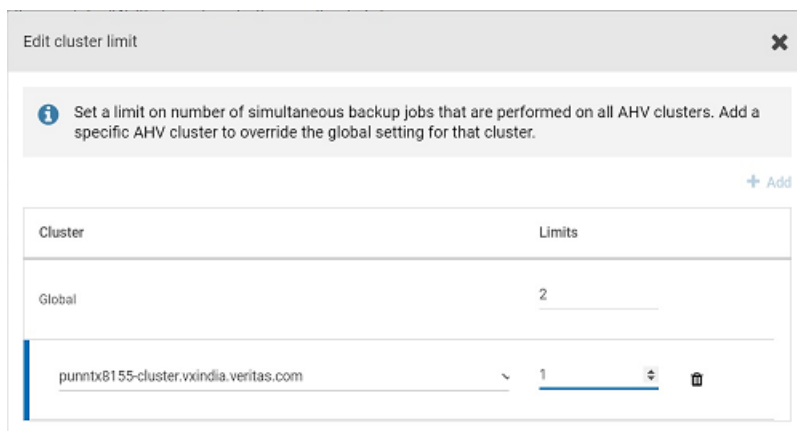 Edit cluster limit
Set a limit on number of simultaneous backup jobs that are performed on all AHV clusters. Add a
specific AHV cluster to override the global setting for that cluster.
+ Add
Cluster Limits
Global 2
punntx8155-cluster.vxindia.veritas.com 1